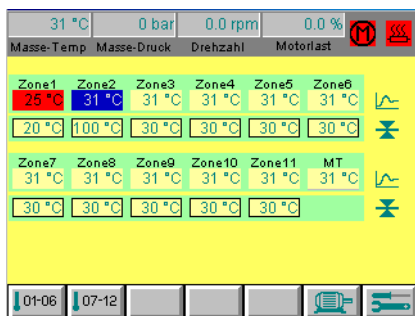 31 °C 0 bar 0.0 rpm 0.0 %
Masse-Temp Masse-Druck Drehzahl Motorlast M
Zone1 Zone2 Zone3 Zone4 Zone5 Zone6
25 °C 31 °C 31 °C 31 °C 31 °C 31 °C
20 °C 100 °C 30 °C 30 °C 30 °C 30 °C
Zone7 Zone8 Zone9 Zone10 Zone11 MT
31 °C 31 °C 31 °C 31 °C 31 °C 31 °C
30 °C 30 °C 30 °C 30 °C 30 °C
01-06 07-12